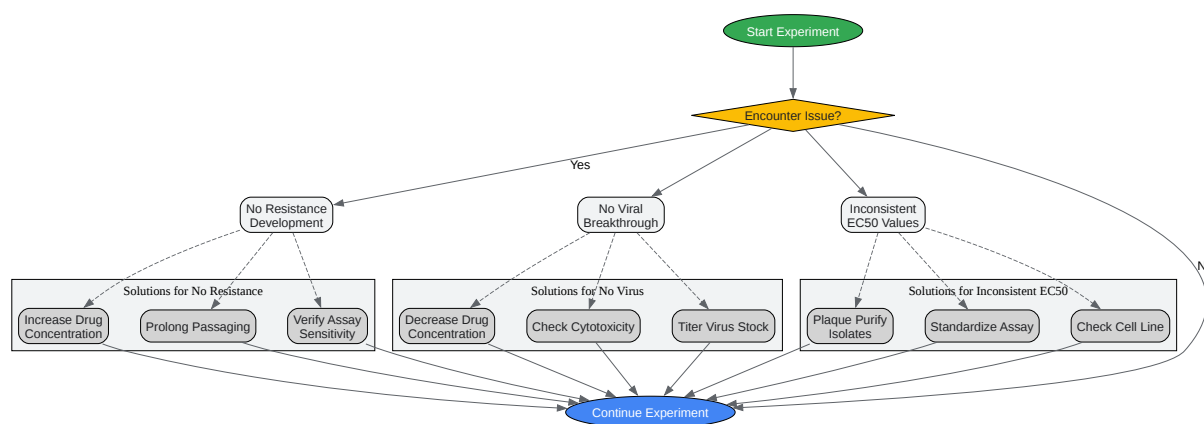 Start Experiment
Encounter Issue?
Yes
No Resistance
Development
No Viral
Breakthrough
Inconsistent
EC50 Values
N
Solutions for No Resistance
Solutions for No Virus
Solutions for Inconsistent EC50
Increase Drug
Concentration
Prolong Passaging
Verify Assay
Sensitivity
Decrease Drug
Concentration
Check Cytotoxicity
Titer Virus Stock
Plaque Purify
Isolates
Standardize Assay
Check Cell Line
Continue Experiment